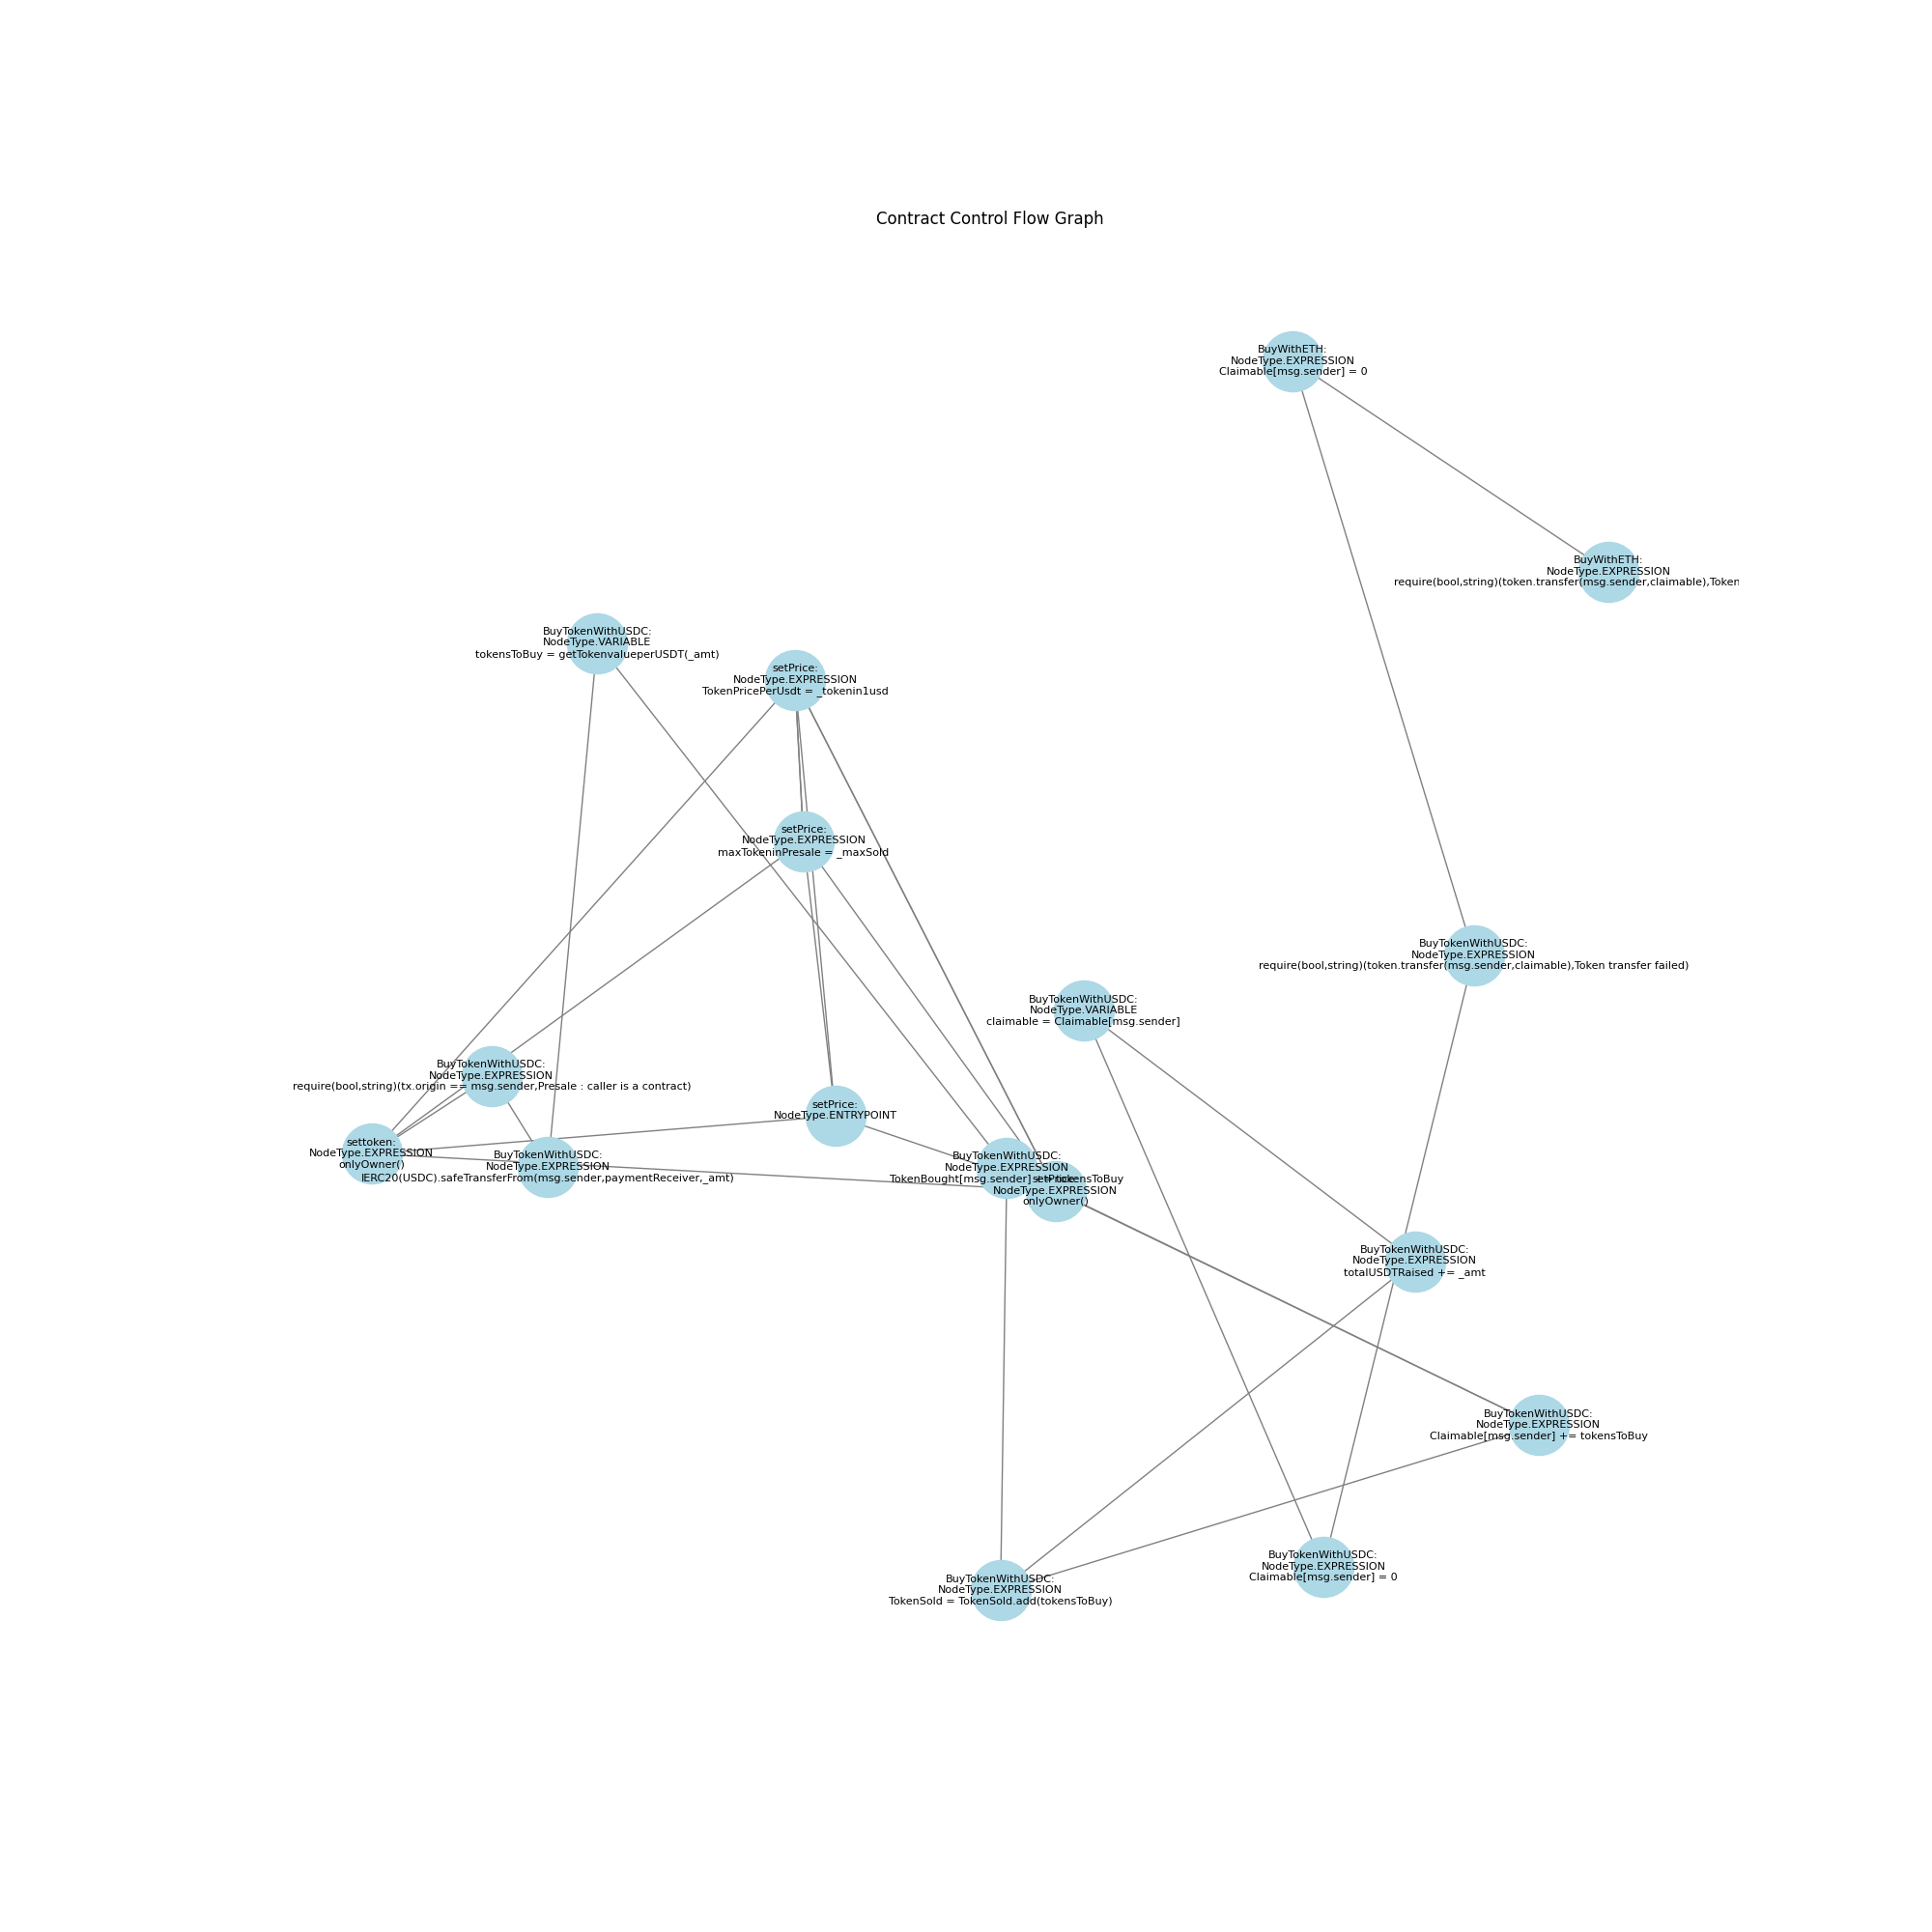 Contract Control Flow Graph
BuyWithETH:
NodeType.EXPRESSION
Claimable[msg.sender] = 0
BuyWithETH:
NodeType.EXPRESSION
require(bool,string)(token.transfer(msg.sender,claimable),Token
BuyTokenWithUSDC:
NodeType.VARIABLE
tokensToBuy = getTokenvalueperUSDT(_amt)
setPrice:
NodeType.EXPRESSION
TokenPricePerUsdt = _tokenin1usd
setPrice:
NodeType.EXPRESSION
maxTokeninPresale = _maxSold
BuyTokenWithUSDC:
NodeType.EXPRESSION
require(bool,string)(token.transfer(msg.sender,claimable),Token transfer failed)
BuyTokenWithUSDC:
NodeType.VARIABLE
claimable = Claimable[msg.sender]
BuyTokenWithUSDC:
NodeType.EXPRESSION
require(bool,string)(tx.origin == msg.sender,Presale : caller is a contract)
setPrice:
NodeType.ENTRYPOINT
settoken:
NodeType.EXPRESSION
onlyOwner()
BuyTokenWithUSDC:
NodeType.EXPRESSION
IERC20(USDC).safeTransferFrom(msg.sender,paymentReceiver,_amt)
BuyTokenWithUSDC:
NodeType.EXPRESSION
TokenBought[msg.sender] += tokensToBuy
setPrice:
NodeType.EXPRESSION
onlyOwner()
BuyTokenWithUSDC:
NodeType.EXPRESSION
totalUSDTRaised += _amt
BuyTokenWithUSDC:
NodeType.EXPRESSION
Claimable[msg.sender] += tokensToBuy
BuyTokenWithUSDC:
NodeType.EXPRESSION
Claimable[msg.sender] = 0
BuyTokenWithUSDC:
NodeType.EXPRESSION
TokenSold = TokenSold.add(tokensToBuy)